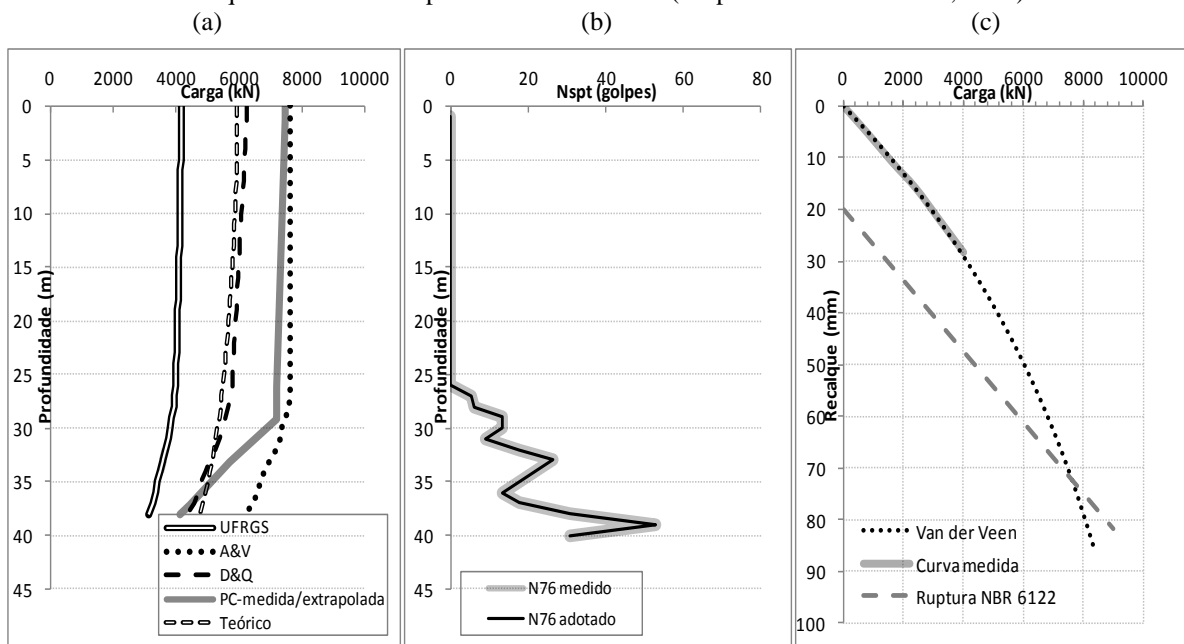 (a)
(b)
(c)
0 2000 4000 6000 8000 10000
Carga (kN)
0
5
10
15
20
25
30
35
40
45
Profundidade (m)
UFRGS
A&V
D&Q
PC-medida/extrapolada
Teórico
0 20 40 60 80
Nspt (golpes)
0
5
10
15
20
25
30
35
40
45
Profundidade (m)
N76 medido
N76 adotado
0 2000 4000 6000 8000 10000
Carga (kN)
0
10
20
30
40
50
60
70
80
90
100
Recalque (mm)
Van der Veen
Curva medida
Ruptura NBR 6122